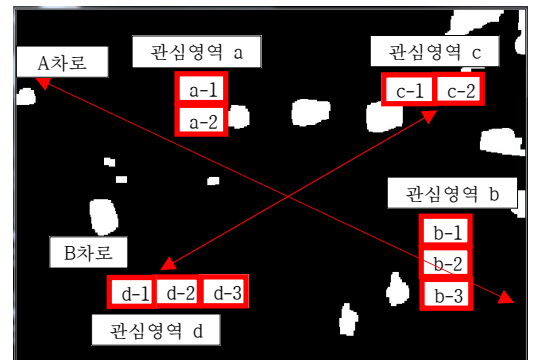 관심영역 a
관심영역 c
A차로
a-1
c-1 c-2
a-2
관심영역 b
b-1
B차로
b-2
d-1 d-2 d-3
b-3
관심영역 d